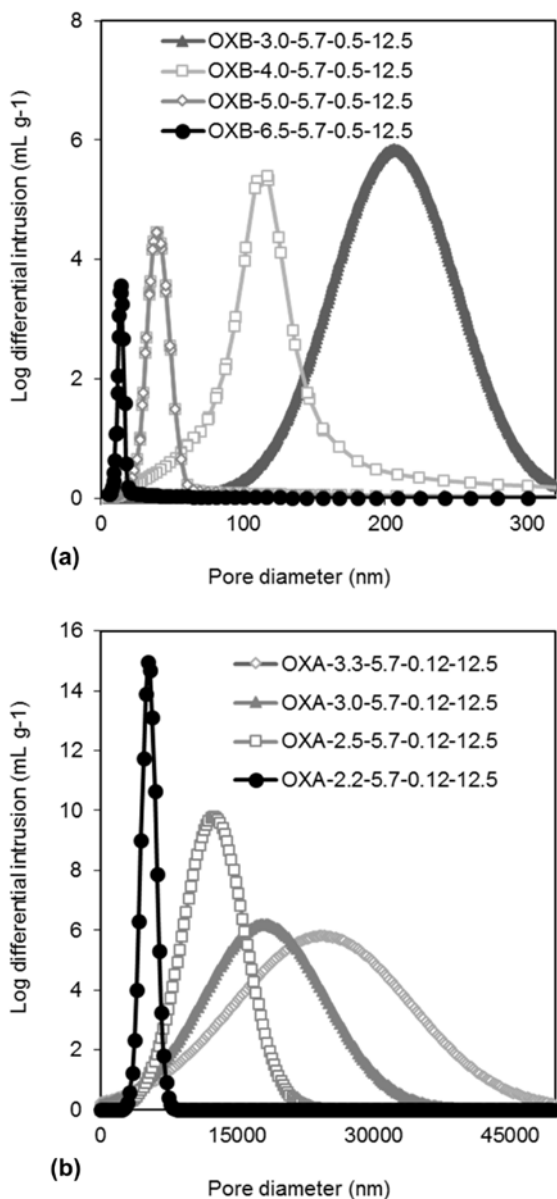 8
6
4
2
0
Log differential intrusion (mL g-1)
OXB-3.0-5.7-0.5-12.5
OXB-4.0-5.7-0.5-12.5
OXB-5.0-5.7-0.5-12.5
OXB-6.5-5.7-0.5-12.5
0 100 200 300
(a)
Pore diameter (nm)
16
14
12
10
8
6
4
2
0
Log differential intrusion (mL g-1)
OXA-3.3-5.7-0.12-12.5
OXA-3.0-5.7-0.12-12.5
OXA-2.5-5.7-0.12-12.5
OXA-2.2-5.7-0.12-12.5
0 15000 30000 45000
(b)
Pore diameter (nm)